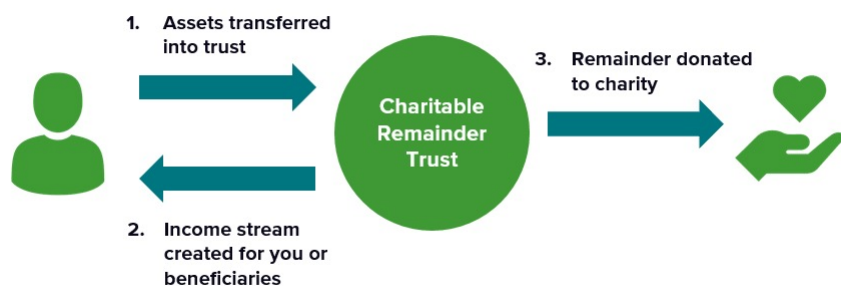 1. Assets transferred
into trust
Charitable
Remainder
Trust
3. Remainder donated
to charity
2. Income stream
created for you or
beneficiaries